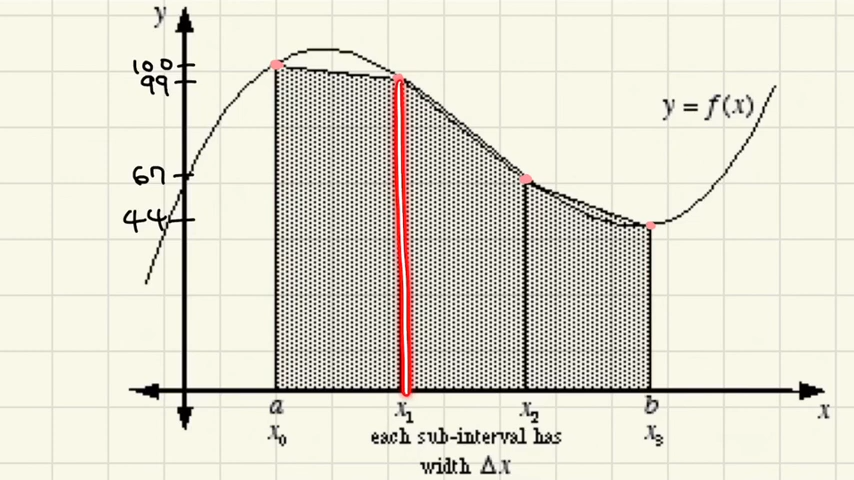 y
100
99
67
44
y = f(x)
a
x₁
x₂
b
x
x₀
each sub-interval has
x₃
width Δx